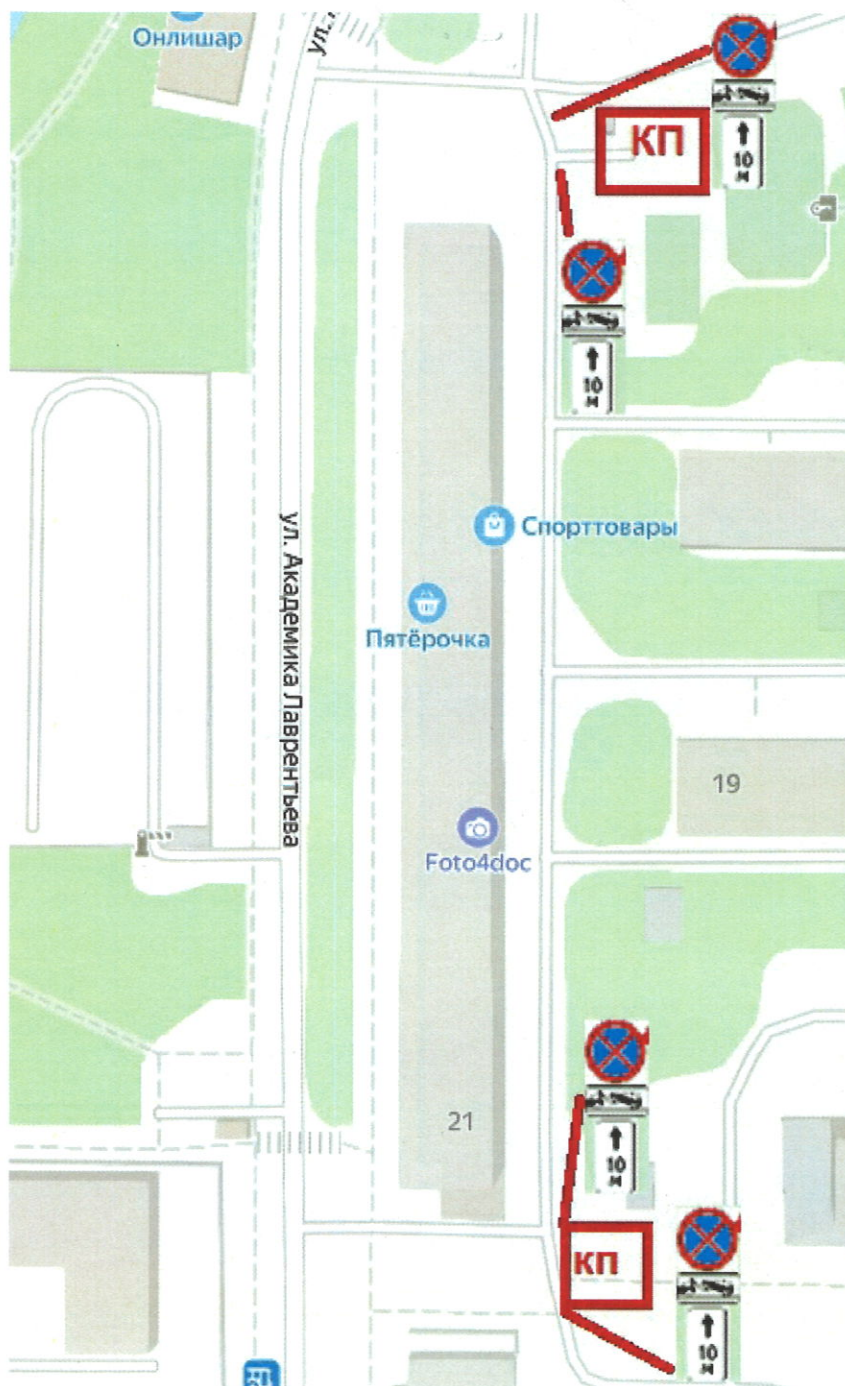 Онлишар
ул.
КП
10
М
10
М
Спорттовары
ул. Академика Лаврентьева
Пятёрочка
19
Foto4doc
21
10
М
КП
10
М